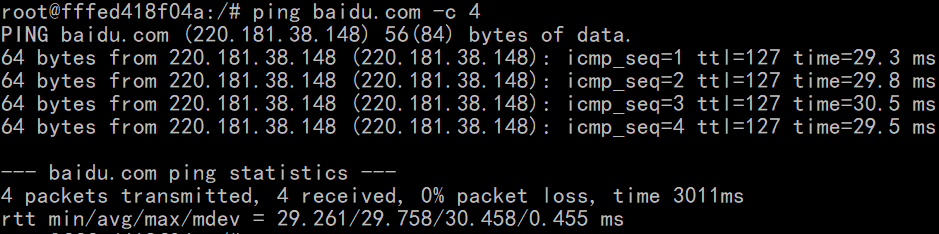 root@fffed418f04a:/# ping baidu.com -c 4
PING baidu.com (220.181.38.148) 56(84) bytes of data.
64 bytes from 220.181.38.148 (220.181.38.148): icmp_seq=1 ttl=127 time=29.3 ms
64 bytes from 220.181.38.148 (220.181.38.148): icmp_seq=2 ttl=127 time=29.8 ms
64 bytes from 220.181.38.148 (220.181.38.148): icmp_seq=3 ttl=127 time=30.5 ms
64 bytes from 220.181.38.148 (220.181.38.148): icmp_seq=4 ttl=127 time=29.5 ms
--- baidu.com ping statistics ---
4 packets transmitted, 4 received, 0% packet loss, time 3011ms
rtt min/avg/max/mdev = 29.261/29.758/30.458/0.455 ms